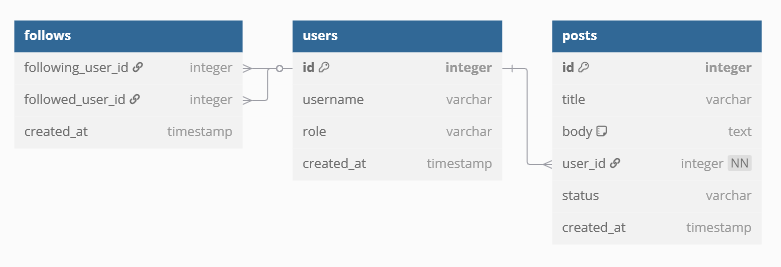 follows
following_user_id integer
followed_user_id integer
created_at timestamp
users
id integer
username varchar
role varchar
created_at timestamp
posts
id integer
title varchar
body text
user_id integer NN
status varchar
created_at timestamp